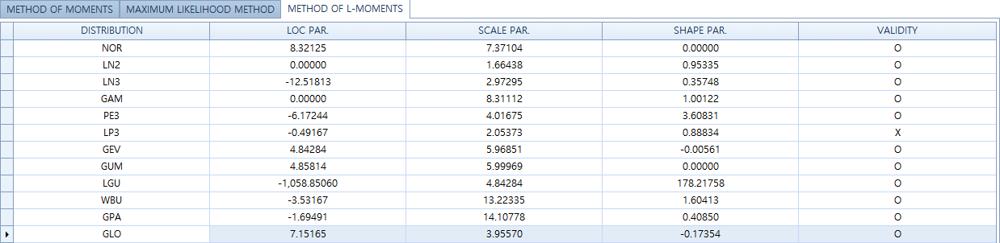 METHOD OF MOMENTS MAXIMUM LIKELIHOOD METHOD METHOD OF L-MOMENTS
DISTRIBUTION LOC PAR. SCALE PAR. SHAPE PAR. VALIDITY
NOR 8.32125 7.37104 0.00000 O
LN2 0.00000 1.66438 0.95335 O
LN3 -12.51813 2.97295 0.35748 O
GAM 0.00000 8.31112 1.00122 O
PE3 -6.17244 4.01675 3.60831 O
LP3 -0.49167 2.05373 0.88834 X
GEV 4.84284 5.96851 -0.00561 O
GUM 4.85814 5.99969 0.00000 O
LGU -1,058.85060 4.84284 178.21758 O
WBU -3.53167 13.22335 1.60413 O
GPA -1.69491 14.10778 0.40850 O
GLO 7.15165 3.95570 -0.17354 O